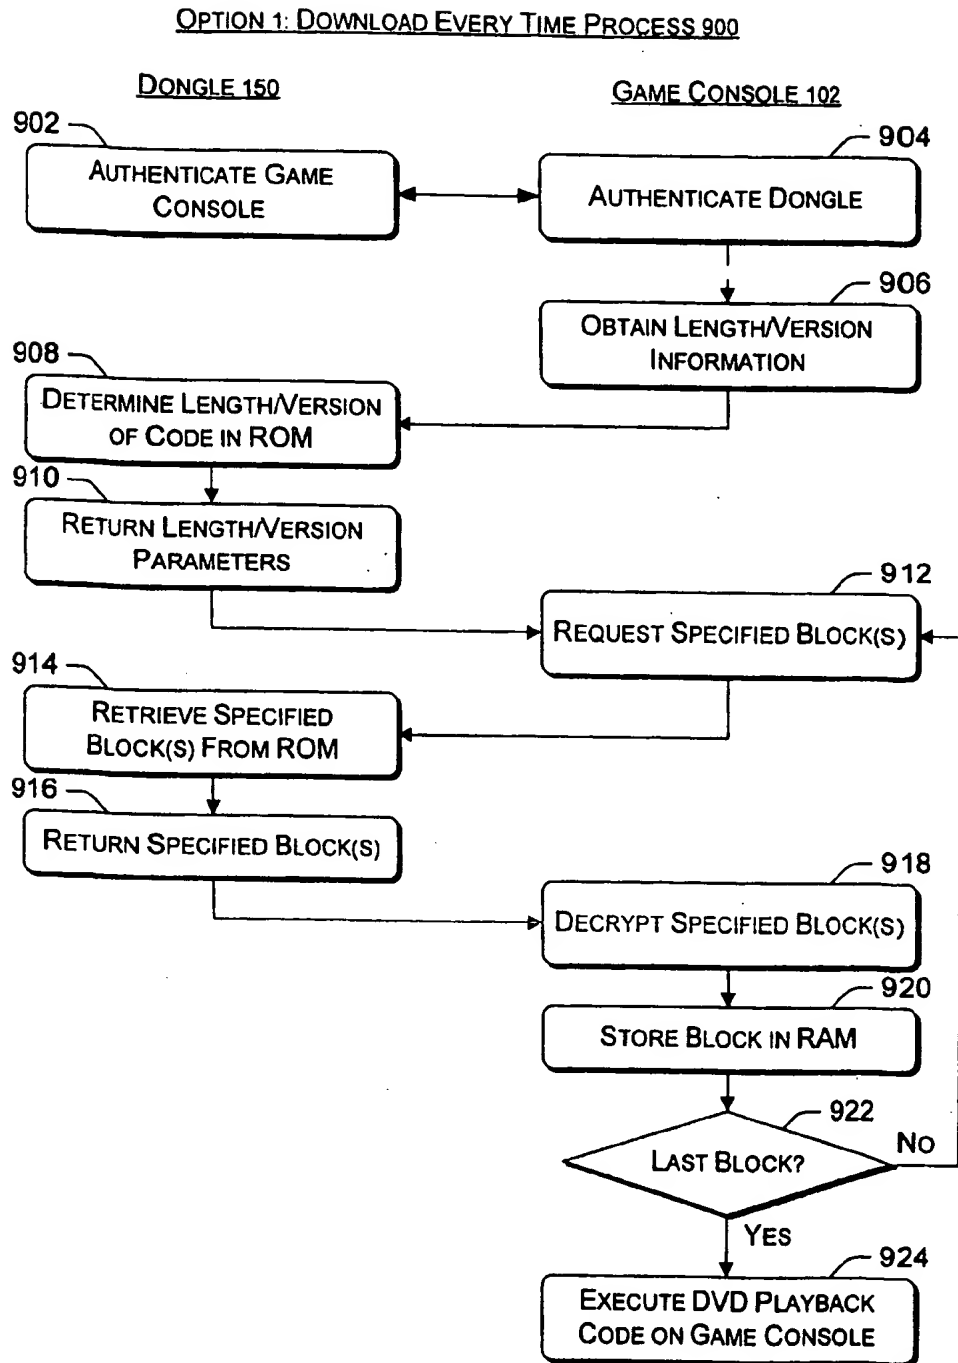 OPTION 1: DOWNLOAD EVERY TIME PROCESS 900
DONGLE 150
GAME CONSOLE 102
902
AUTHENTICATE GAME
CONSOLE
904
AUTHENTICATE DONGLE
906
OBTAIN LENGTH/VERSION
INFORMATION
908
DETERMINE LENGTH/VERSION
OF CODE IN ROM
910
RETURN LENGTH/VERSION
PARAMETERS
912
REQUEST SPECIFIED BLOCK(S)
914
RETRIEVE SPECIFIED
BLOCK(S) FROM ROM
916
RETURN SPECIFIED BLOCK(S)
918
DECRYPT SPECIFIED BLOCK(S)
920
STORE BLOCK IN RAM
922
LAST BLOCK?
NO
YES
924
EXECUTE DVD PLAYBACK
CODE ON GAME CONSOLE